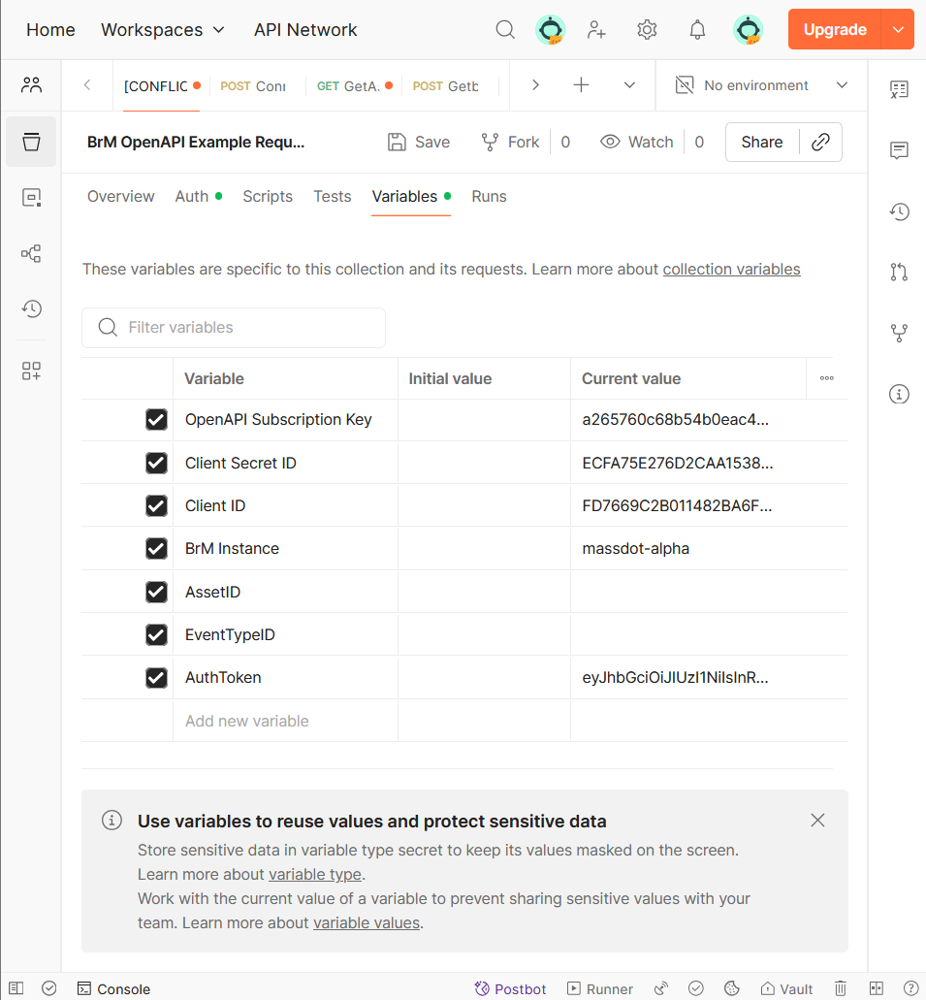 Home Workspaces API Network Upgrade
[CONFLIC POST Coni GET GetA. POST Getb No environment
BrM OpenAPI Example Requ... Save Fork 0 Watch 0 Share
Overview Auth Scripts Tests Variables Runs
These variables are specific to this collection and its requests. Learn more about collection variables
Filter variables
Variable Initial value Current value
OpenAPI Subscription Key a265760c68b54b0eac4...
Client Secret ID ECFA75E276D2CAA1538...
Client ID FD7669C2B011482BA6F...
BrM Instance massdot-alpha
AssetID
EventTypeID
AuthToken eyJhbGciOiJIUzI1NiIsInR...
Add new variable
Use variables to reuse values and protect sensitive data
Store sensitive data in variable type secret to keep its values masked on the screen.
Learn more about variable type.
Work with the current value of a variable to prevent sharing sensitive values with your
team. Learn more about variable values.
Console Postbot Runner Vault